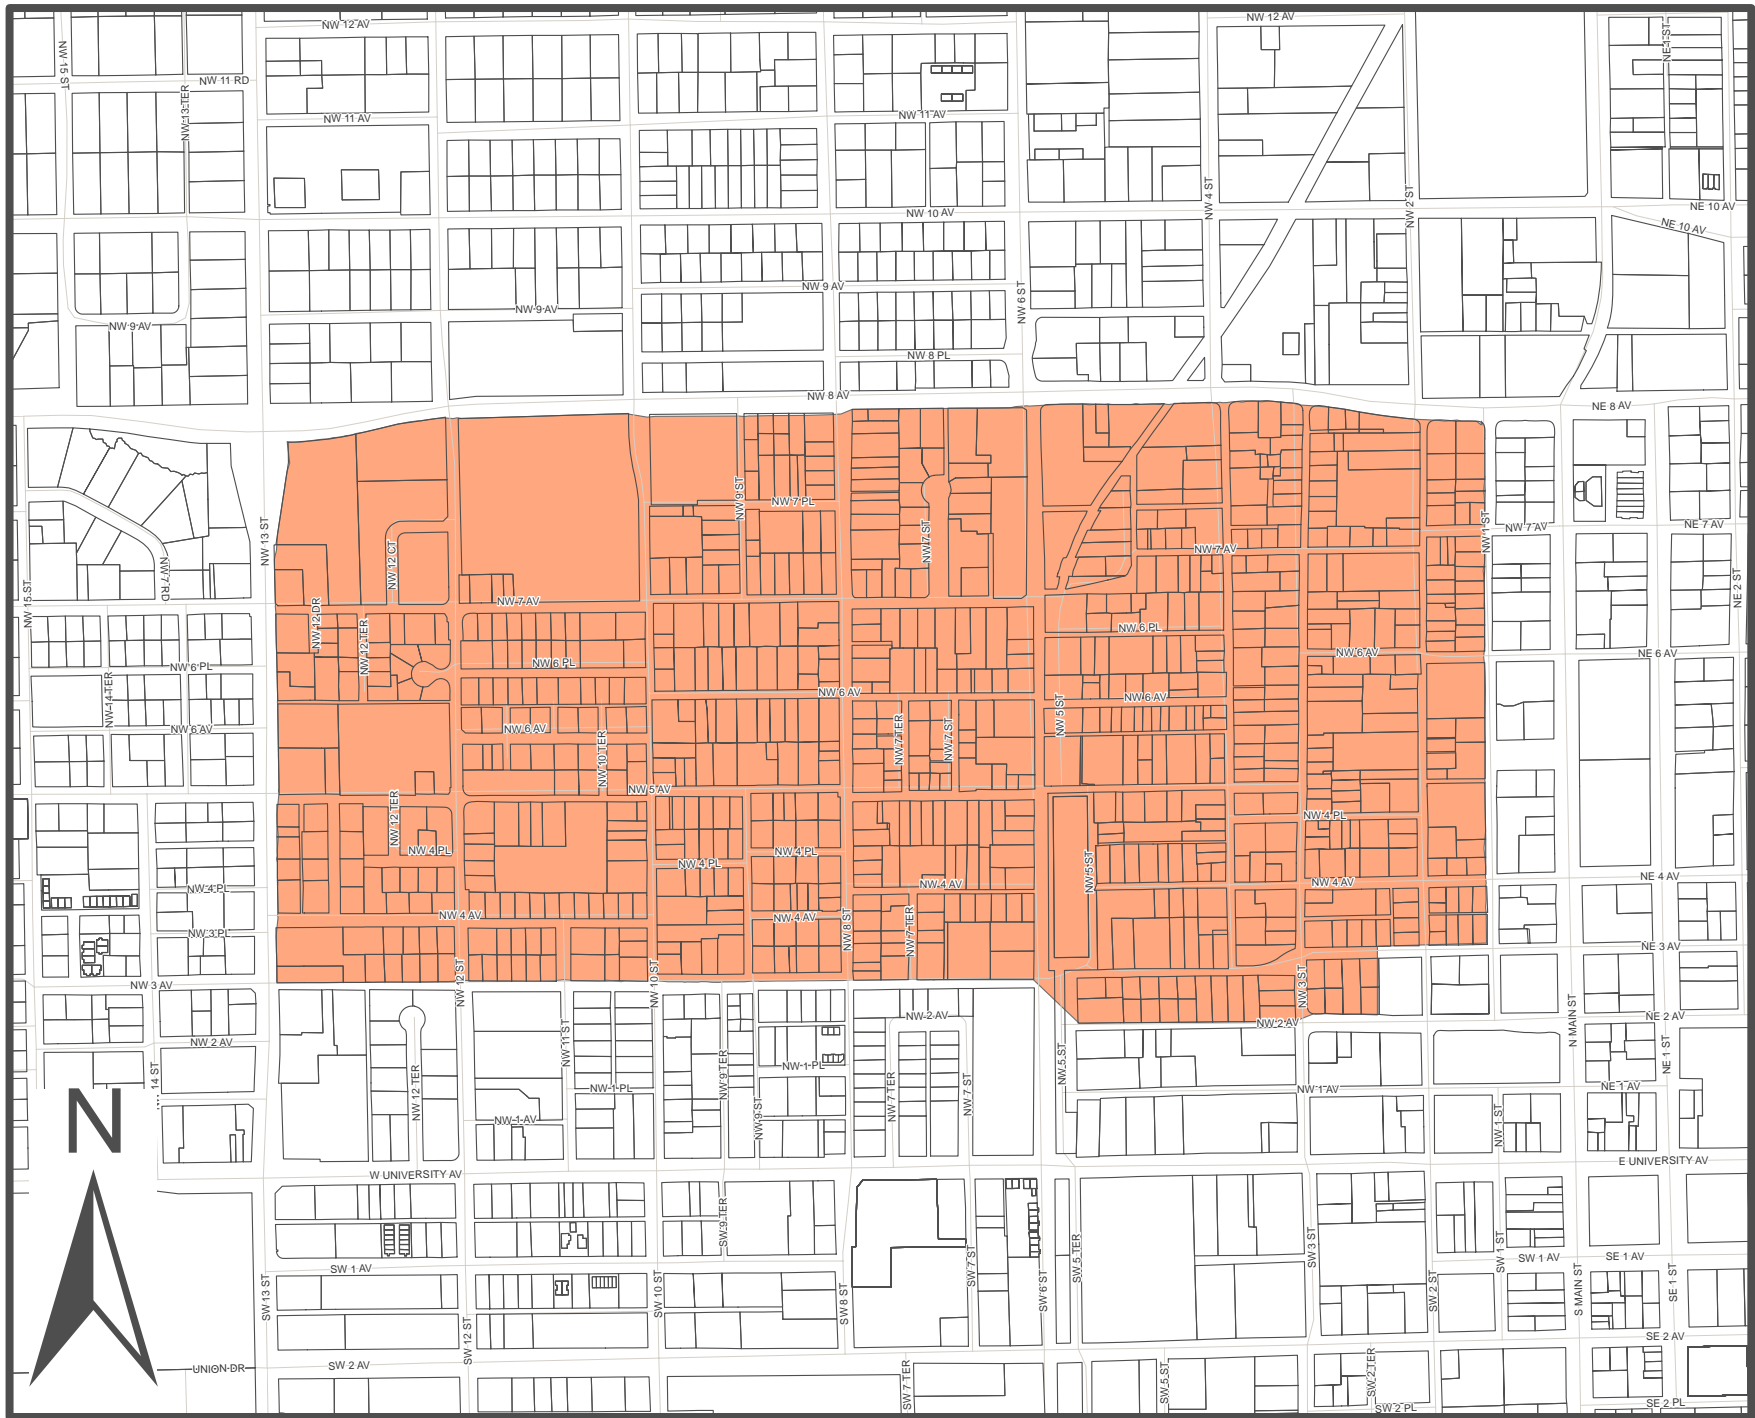 NW 12 AV
NW 12 AV
NE 1 ST
NW 15 ST
NW 11 RD
NW 13 TER
NW 11 AV
NW 11 AV
NW 4 ST
NW 2 ST
NW 10 AV
NE 10 AV
NE 10 AV
NW 9 AV
NW 6 ST
NW 9 AV
NW 9 AV
NW 8 PL
NW 8 AV
NE 8 AV
NW 9 ST
NW 7 PL
NW 13 ST
NW 7 ST
NW 1 ST
NW 7 AV
NE 7 AV
NW 7 AV
NW 12 CT
NW 7 RD
NW 15 ST
NE 2 ST
NW 7 AV
NW 12 DR
NW 12 TER
NW 6 PL
NW 6 AV
NE 6 AV
NW 6 PL
NW 6 PL
NW 14 TER
NW 6 AV
NW 6 AV
NW 5 ST
NW 6 AV
NW 6 AV
NW 7 TER
NW 7 ST
NW 10 TER
NW 5 AV
NW 12 TER
NW 4 PL
NW 4 PL
NW 4 PL
NW 4 PL
NW 5 ST
NW 4 AV
NW 4 AV
NE 4 AV
NW 4 PL
NW 4 AV
NW 4 AV
NW 8 ST
NW 7 TER
NW 3 PL
NE 3 AV
NW 3 AV
NW 12 ST
NW 10 ST
NW 3 ST
NW 2 AV
NW 2 AV
NE 2 AV
NW 2 AV
NW 11 ST
N MAIN ST
NE 1 ST
NW 5 ST
NW 1 PL
14 ST
NW 12 TER
NW 1 PL
NW 9 TER
NW 7 TER
NW 7 ST
NW 1 AV
NE 1 AV
N
NW 1 AV
NW 9 ST
NW 1 ST
W UNIVERSITY AV
E UNIVERSITY AV
SW 9 TER
SW 3 ST
SW 1 ST
SW 1 AV
SE 1 AV
SW 1 AV
SW 5 TER
SW 7 ST
SW 13 ST
SW 10 ST
SW 8 ST
SW 6 ST
SW 2 ST
S MAIN ST
SE 1 ST
SW 12 ST
SE 2 AV
UNION DR
SW 2 AV
SW 7 TER
SW 5 ST
SW 2 TER
SW 2 PL
SE 2 PL